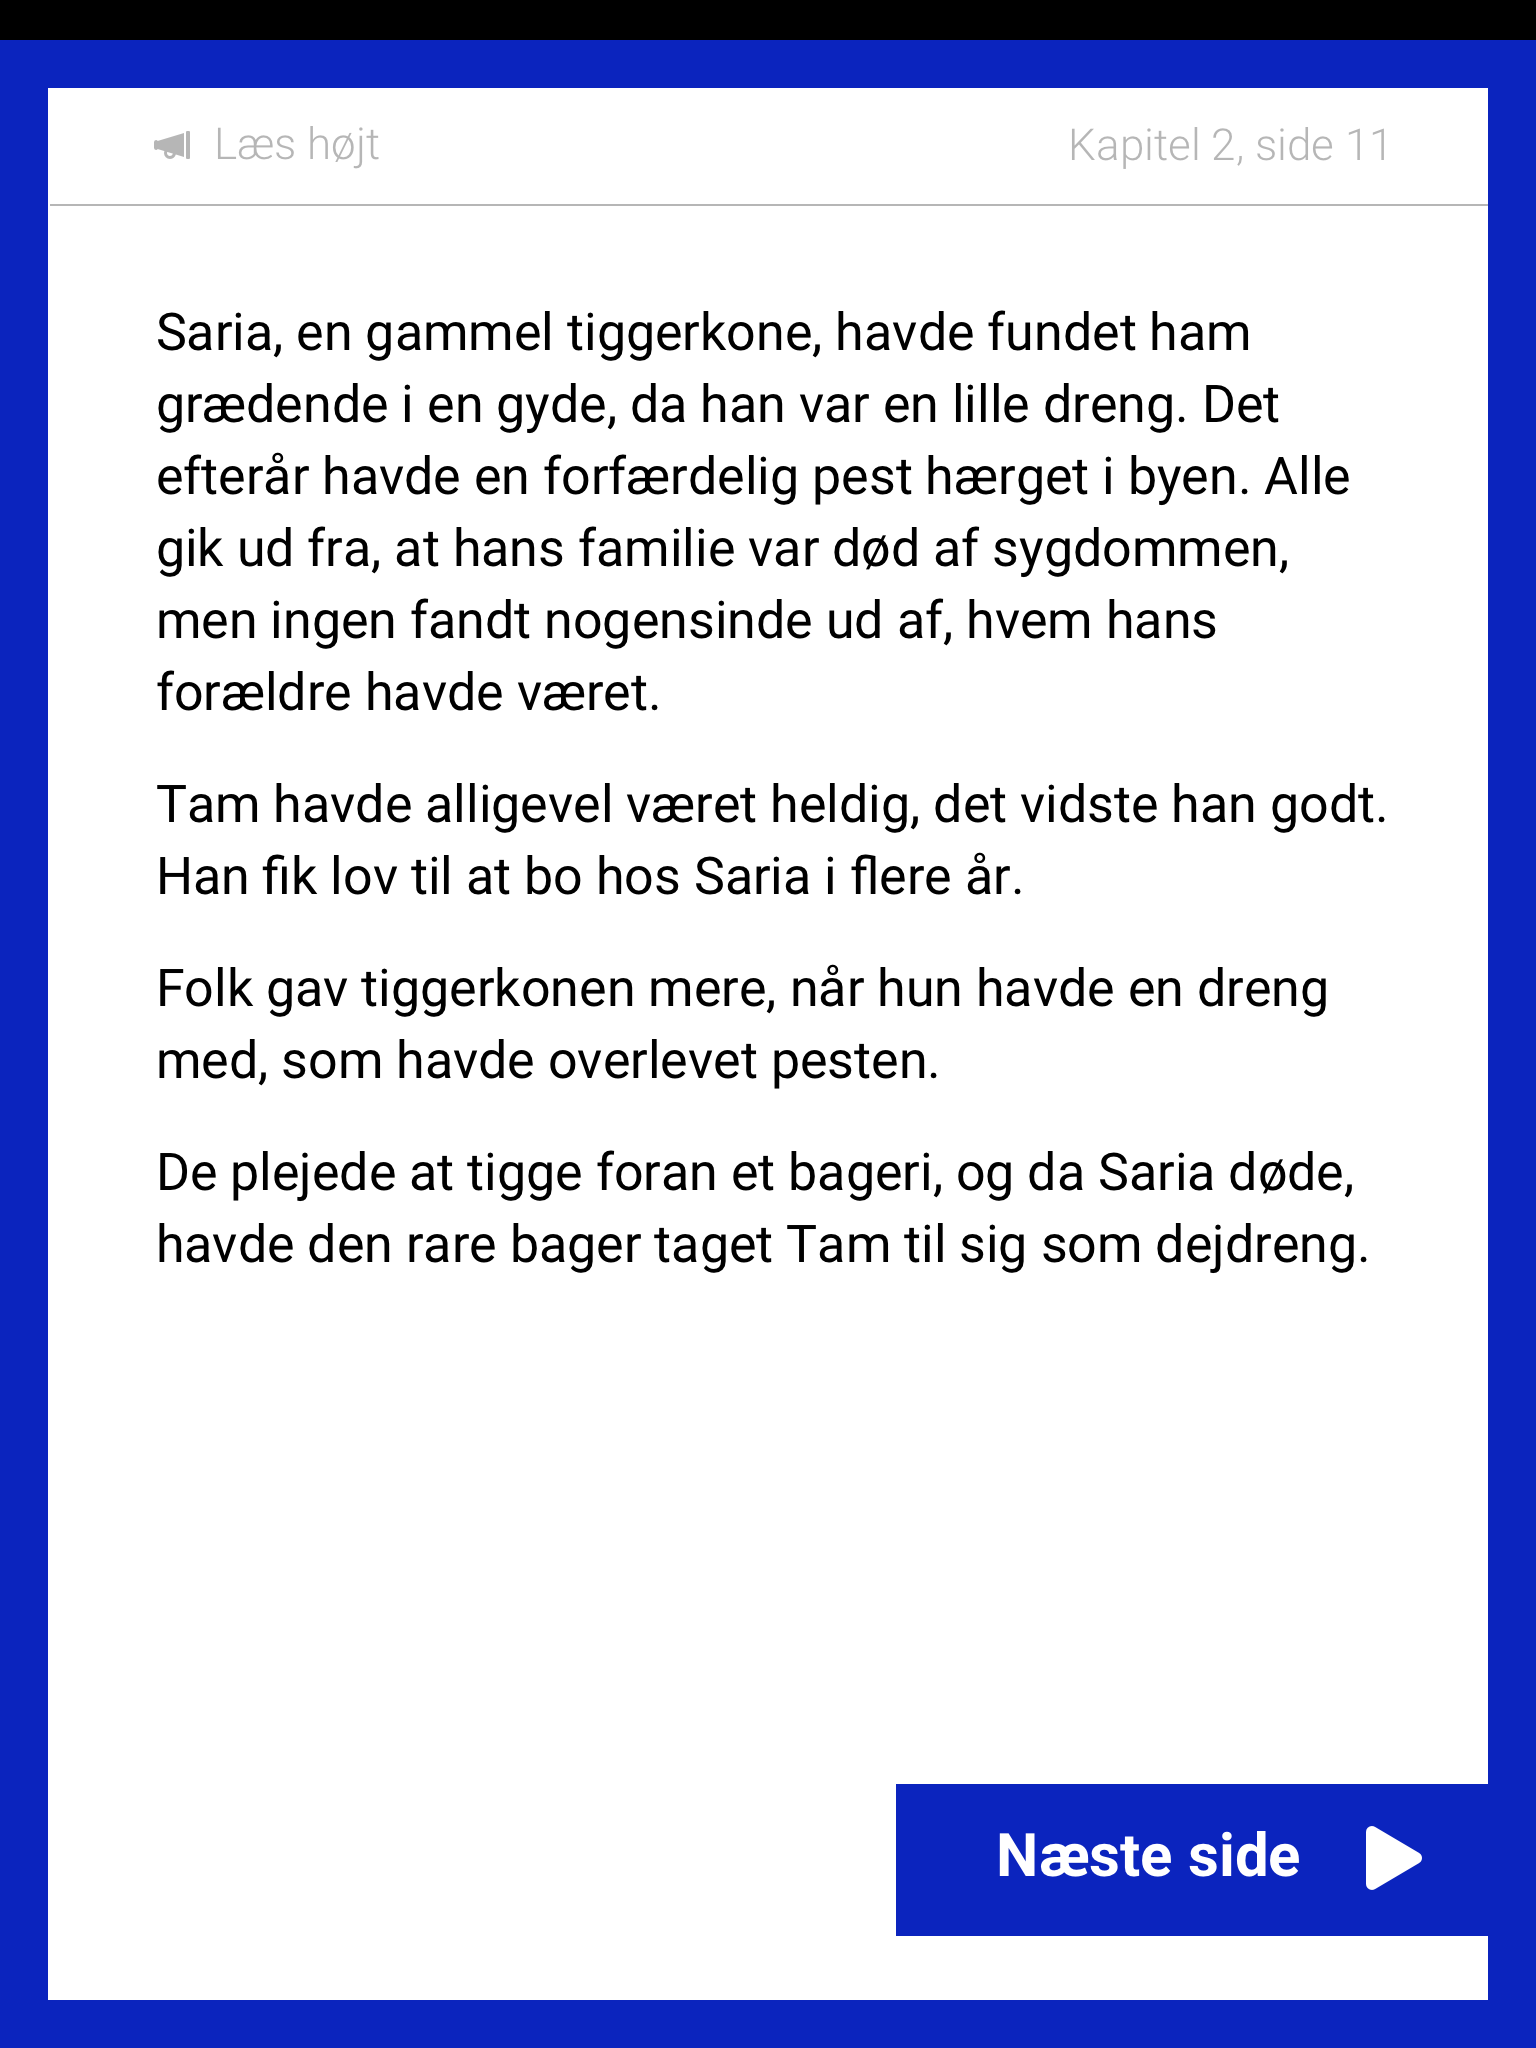 Læs højt
Kapitel 2, side 11
Saria, en gammel tiggerkone, havde fundet ham
grædende i en gyde, da han var en lille dreng. Det
efterår havde en forfærdelig pest hærget i byen. Alle
gik ud fra, at hans familie var død af sygdommen,
men ingen fandt nogensinde ud af, hvem hans
forældre havde været.
Tam havde alligevel været heldig, det vidste han godt.
Han fik lov til at bo hos Saria i flere år.
Folk gav tiggerkonen mere, når hun havde en dreng
med, som havde overlevet pesten.
De plejede at tigge foran et bageri, og da Saria døde,
havde den rare bager taget Tam til sig som dejdreng.
Næste side